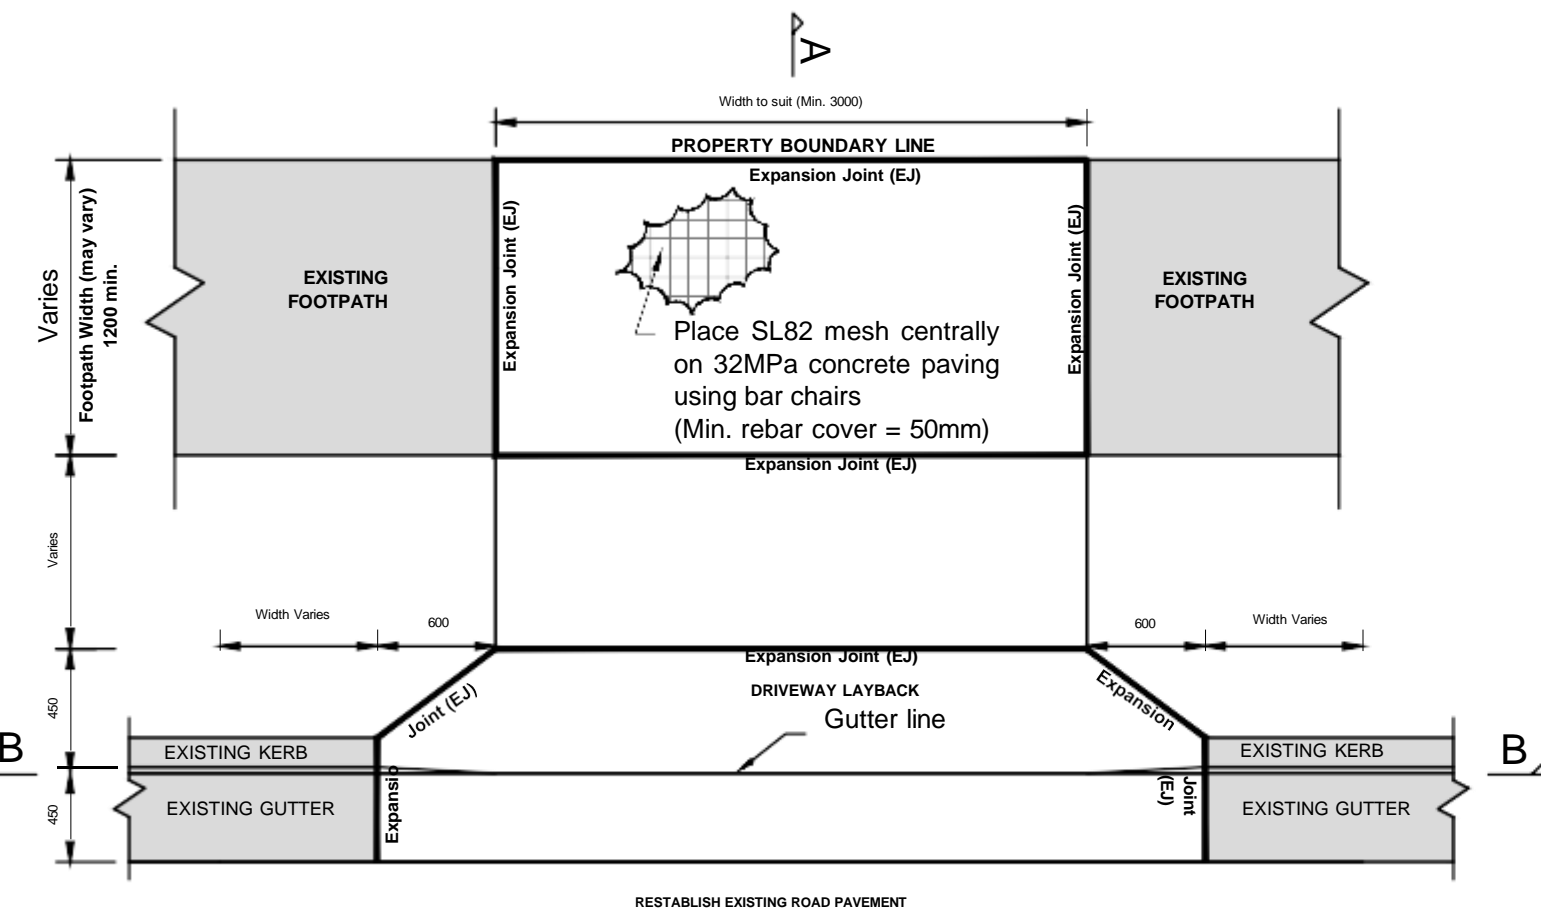 A
Width to suit (Min. 3000)
PROPERTY BOUNDARY LINE
Expansion Joint (EJ)
Varies
Footpath Width (may vary)
1200 min.
EXISTING
FOOTPATH
Expansion Joint (EJ)
Expansion Joint (EJ)
EXISTING
FOOTPATH
Place SL82 mesh centrally
on 32MPa concrete paving
using bar chairs
(Min. rebar cover = 50mm)
Expansion Joint (EJ)
Varies
Width Varies
600
600
Width Varies
Expansion Joint (EJ)
DRIVEWAY LAYBACK
Gutter line
450
Joint (EJ)
Expansion
B
EXISTING KERB
EXISTING KERB
B
450
EXISTING GUTTER
Expansio
Joint
(EJ)
EXISTING GUTTER
RESTABLISH EXISTING ROAD PAVEMENT